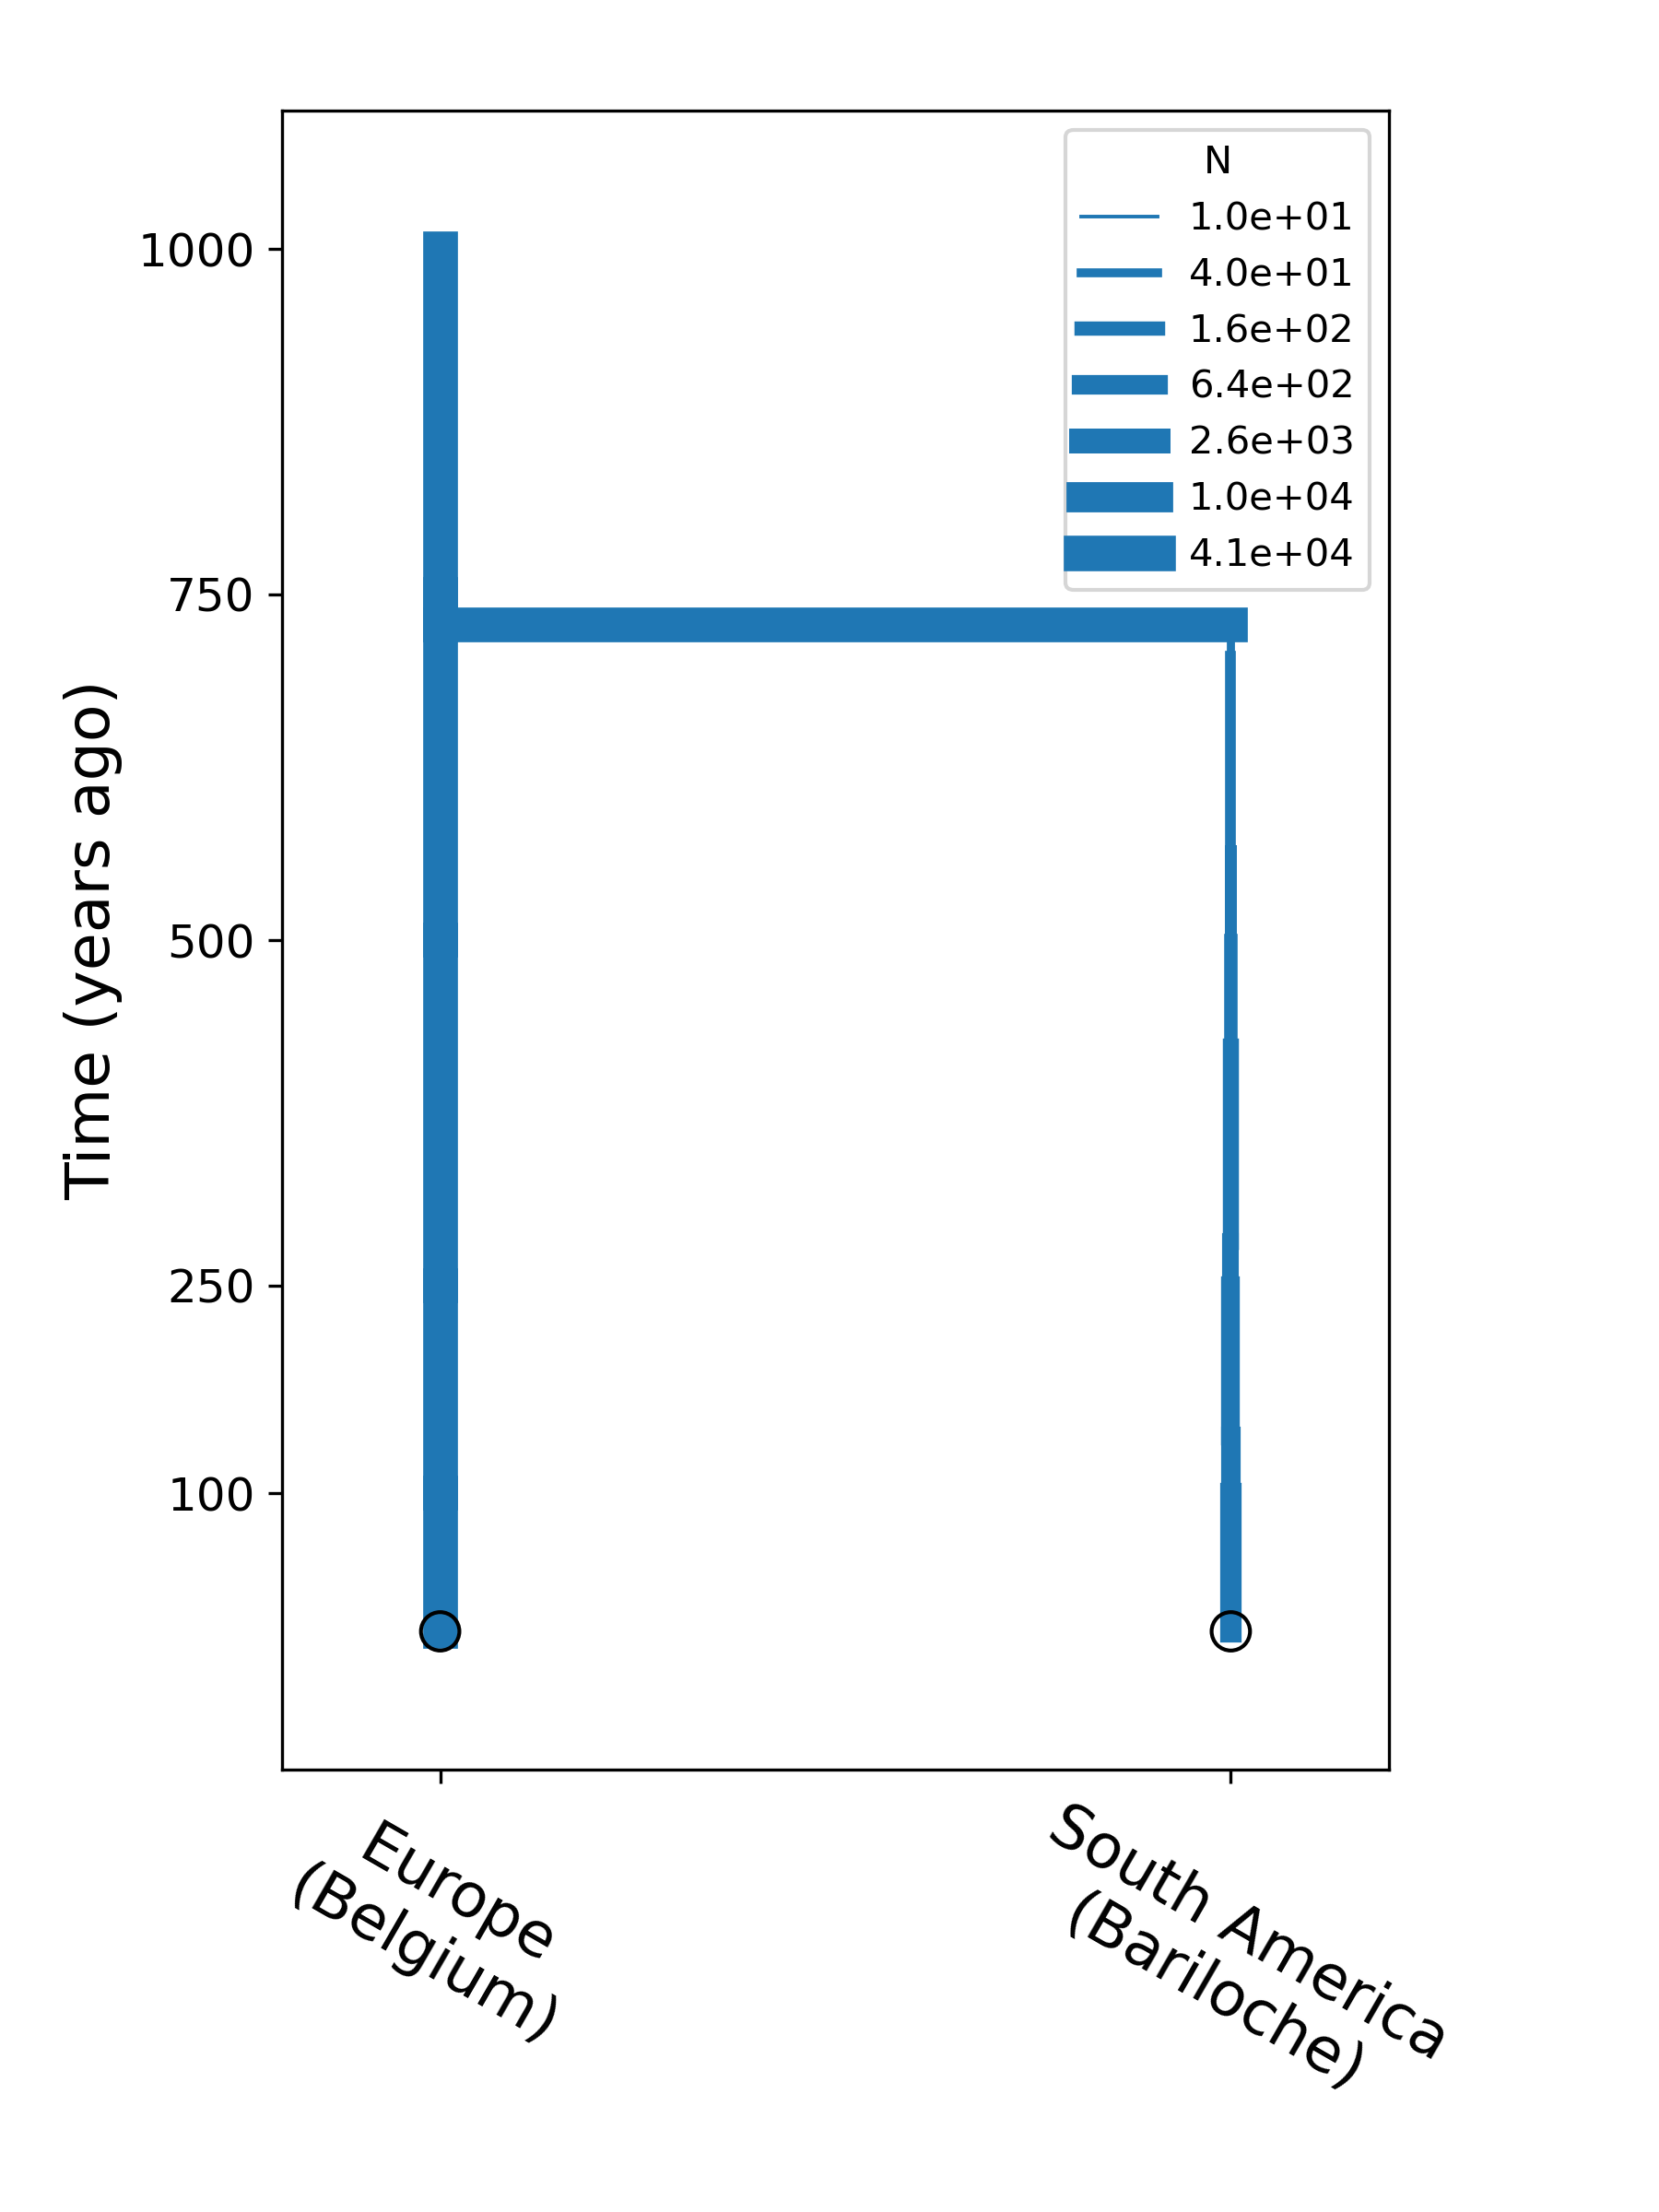 N
1.0e+01
4.0e+01
1.6e+02
6.4e+02
2.6e+03
1.0e+04
4.1e+04
1000
750
500
250
100
Time (years ago)
Europe
(Belgium)
South America
(Bariloche)